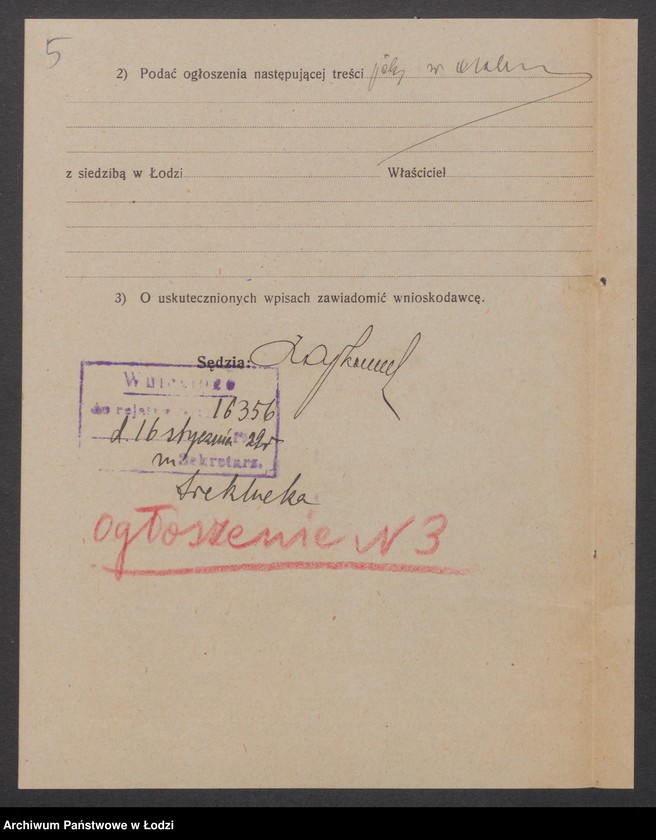 5
2) Podać ogłoszenia następującej treści
z siedzibą w Łodzi Właściciel
3) O uskutecznionych wpisach zawiadomić wnioskodawcę.
Sędzia:
Wniesiono
do rejestru 16356
d. 16 stycznia 22 r
Sekretarz.
Ogłoszenie N 3
Archiwum Państwowe w Łodzi